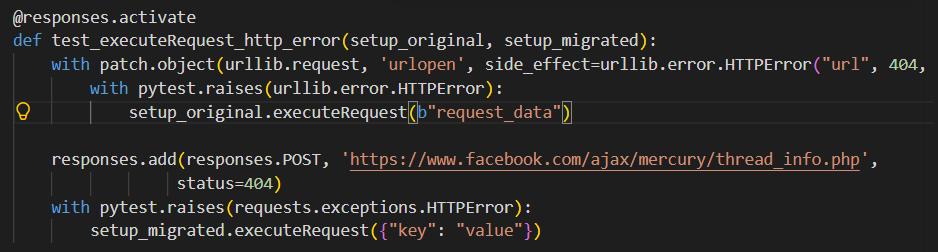 @responses.activate
def test_executeRequest_http_error(setup_original, setup_migrated):
    with patch.object(urllib.request, 'urlopen', side_effect=urllib.error.HTTPError("url", 404,
        with pytest.raises(urllib.error.HTTPError):
            setup_original.executeRequest(b"request_data")
    responses.add(responses.POST, 'https://www.facebook.com/ajax/mercury/thread_info.php',
                status=404)
    with pytest.raises(requests.exceptions.HTTPError):
        setup_migrated.executeRequest({"key": "value"})